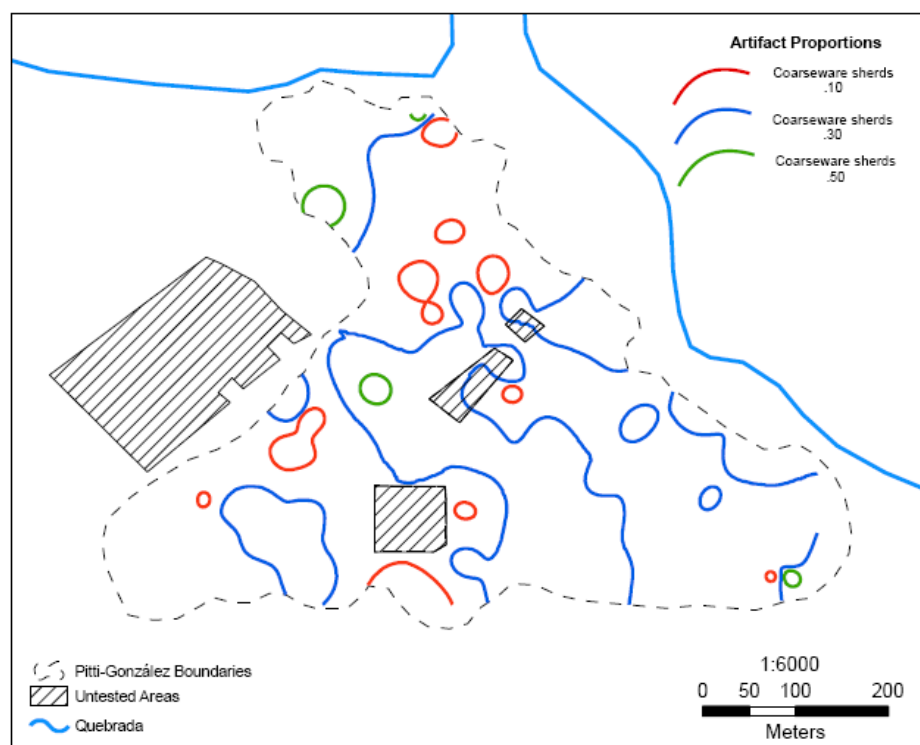 Artifact Proportions
Coarseware sherds
.10
Coarseware sherds
.30
Coarseware sherds
.50
Pitti-González Boundaries
Untested Areas
Quebrada
1:6000
0 50 100 200
Meters